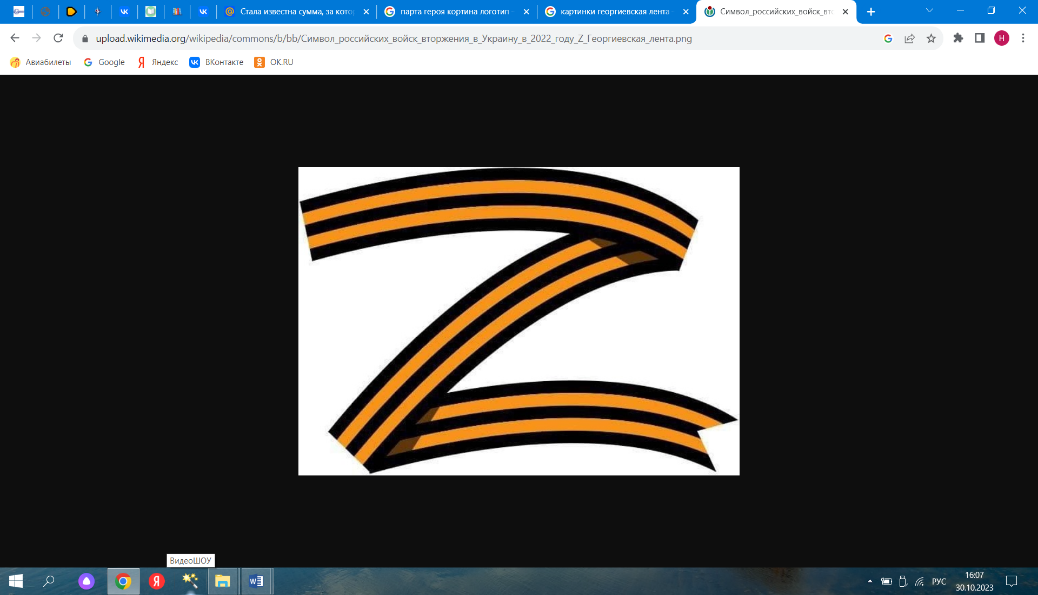 Стала известна сумма, за кото
парта героя кортина логотип
картинки георгиевская лента
Символ_российских_войск_вто
upload.wikimedia.org/wikipedia/commons/b/bb/Символ_российских_войск_вторжения_в_Украину_в_2022_году_Z_Георгиевская_лента.png
Авиабилеты Google Яндекс ВКонтакте OK.RU
Z
ВидеоШОУ
РУС
16:07
30.10.2023